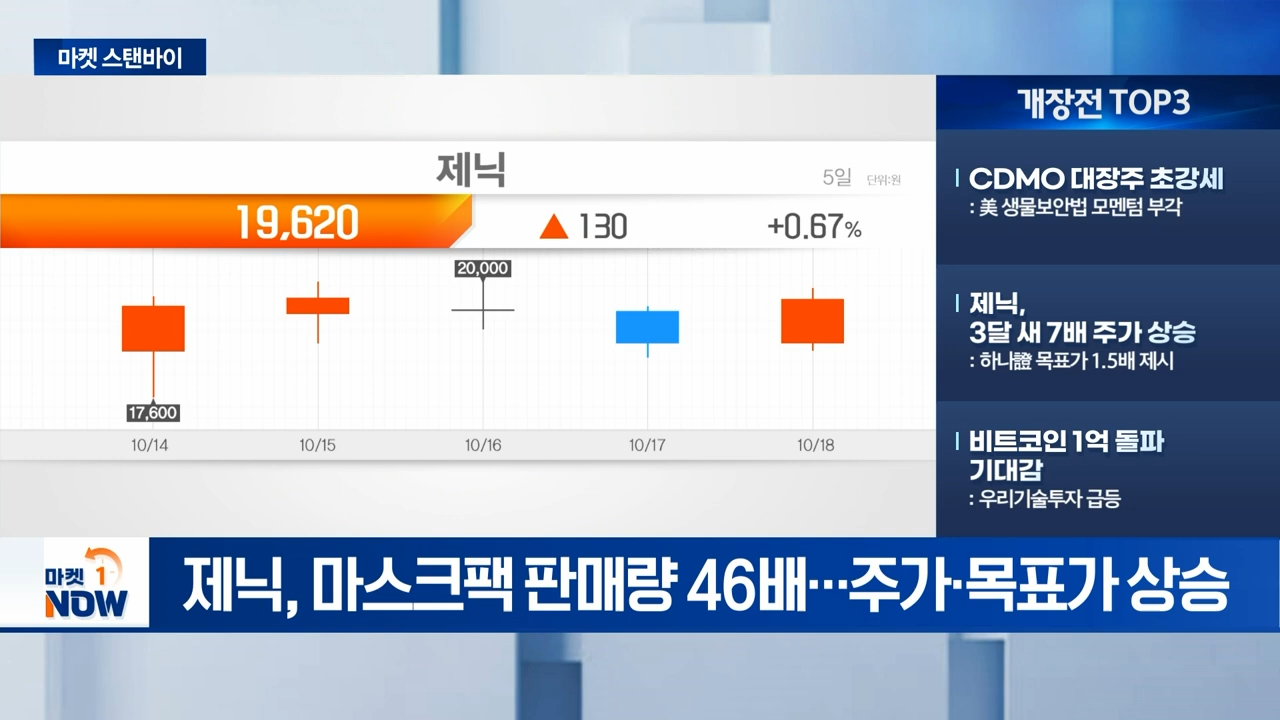 마켓 스탠바이
제닉
5일 단위:원
19,620 ▲ 130 +0.67%
20,000
17,600
10/14 10/15 10/16 10/17 10/18
개장전 TOP3
CDMO 대장주 초강세
: 美 생물보안법 모멘텀 부각
제닉,
3달 새 7배 주가 상승
: 하나證 목표가 1.5배 제시
비트코인 1억 돌파
기대감
: 우리기술투자 급등
마켓 1
NOW
제닉, 마스크팩 판매량 46배…주가·목표가 상승